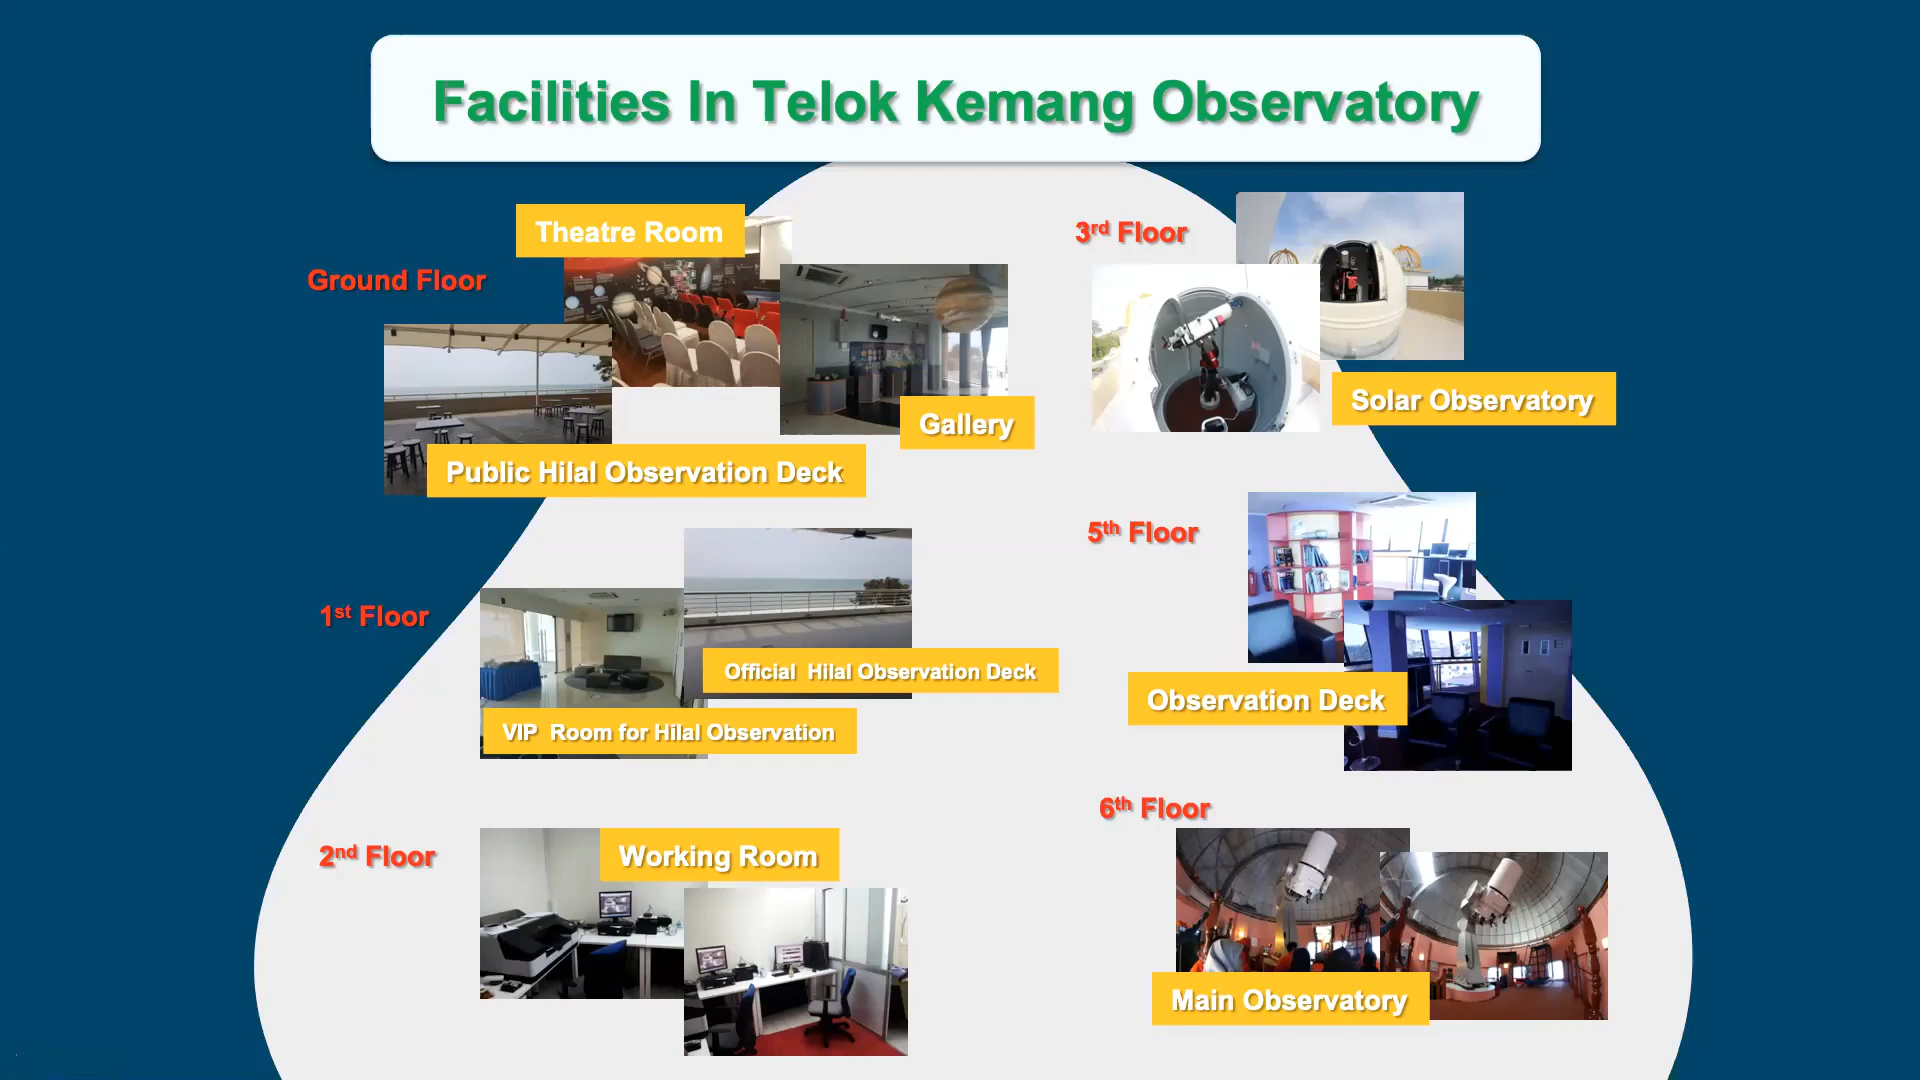 Facilities In Telok Kemang Observatory
Ground Floor
Theatre Room
Gallery
Public Hilal Observation Deck
1st Floor
Official Hilal Observation Deck
VIP Room for Hilal Observation
2nd Floor
Working Room
3rd Floor
Solar Observatory
5th Floor
Observation Deck
6th Floor
Main Observatory